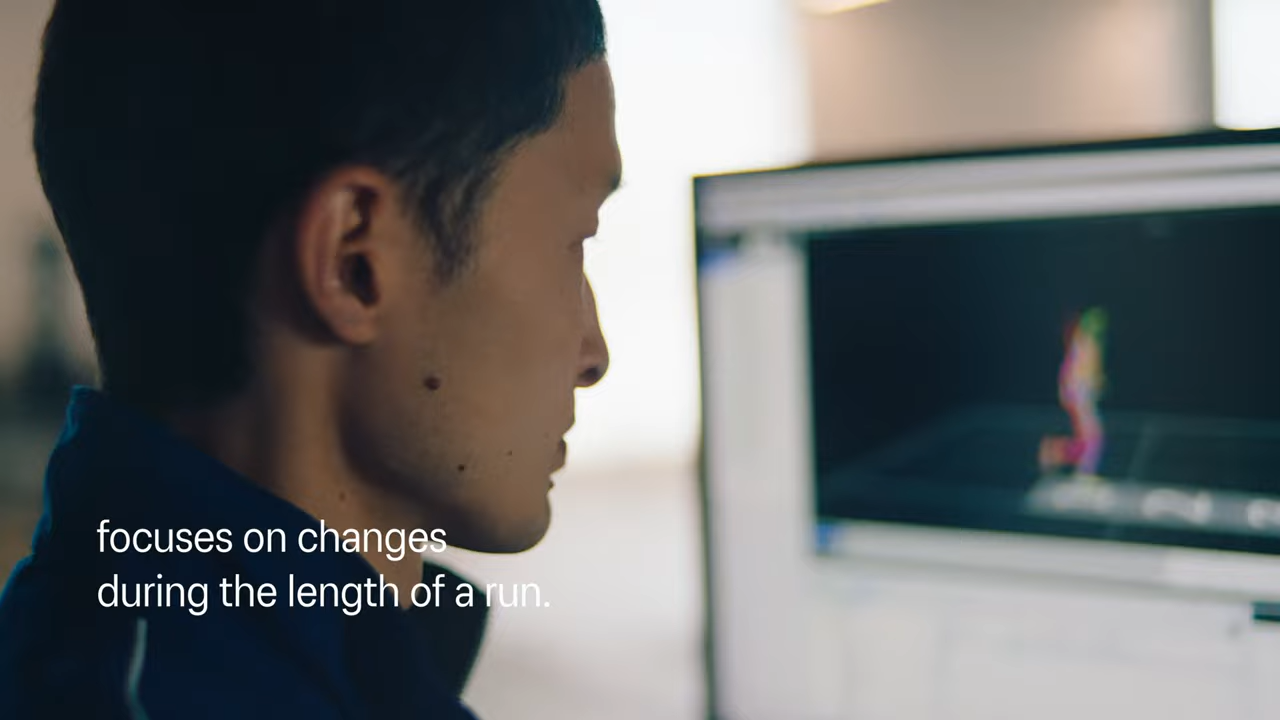 focuses on changes
during the length of a run.